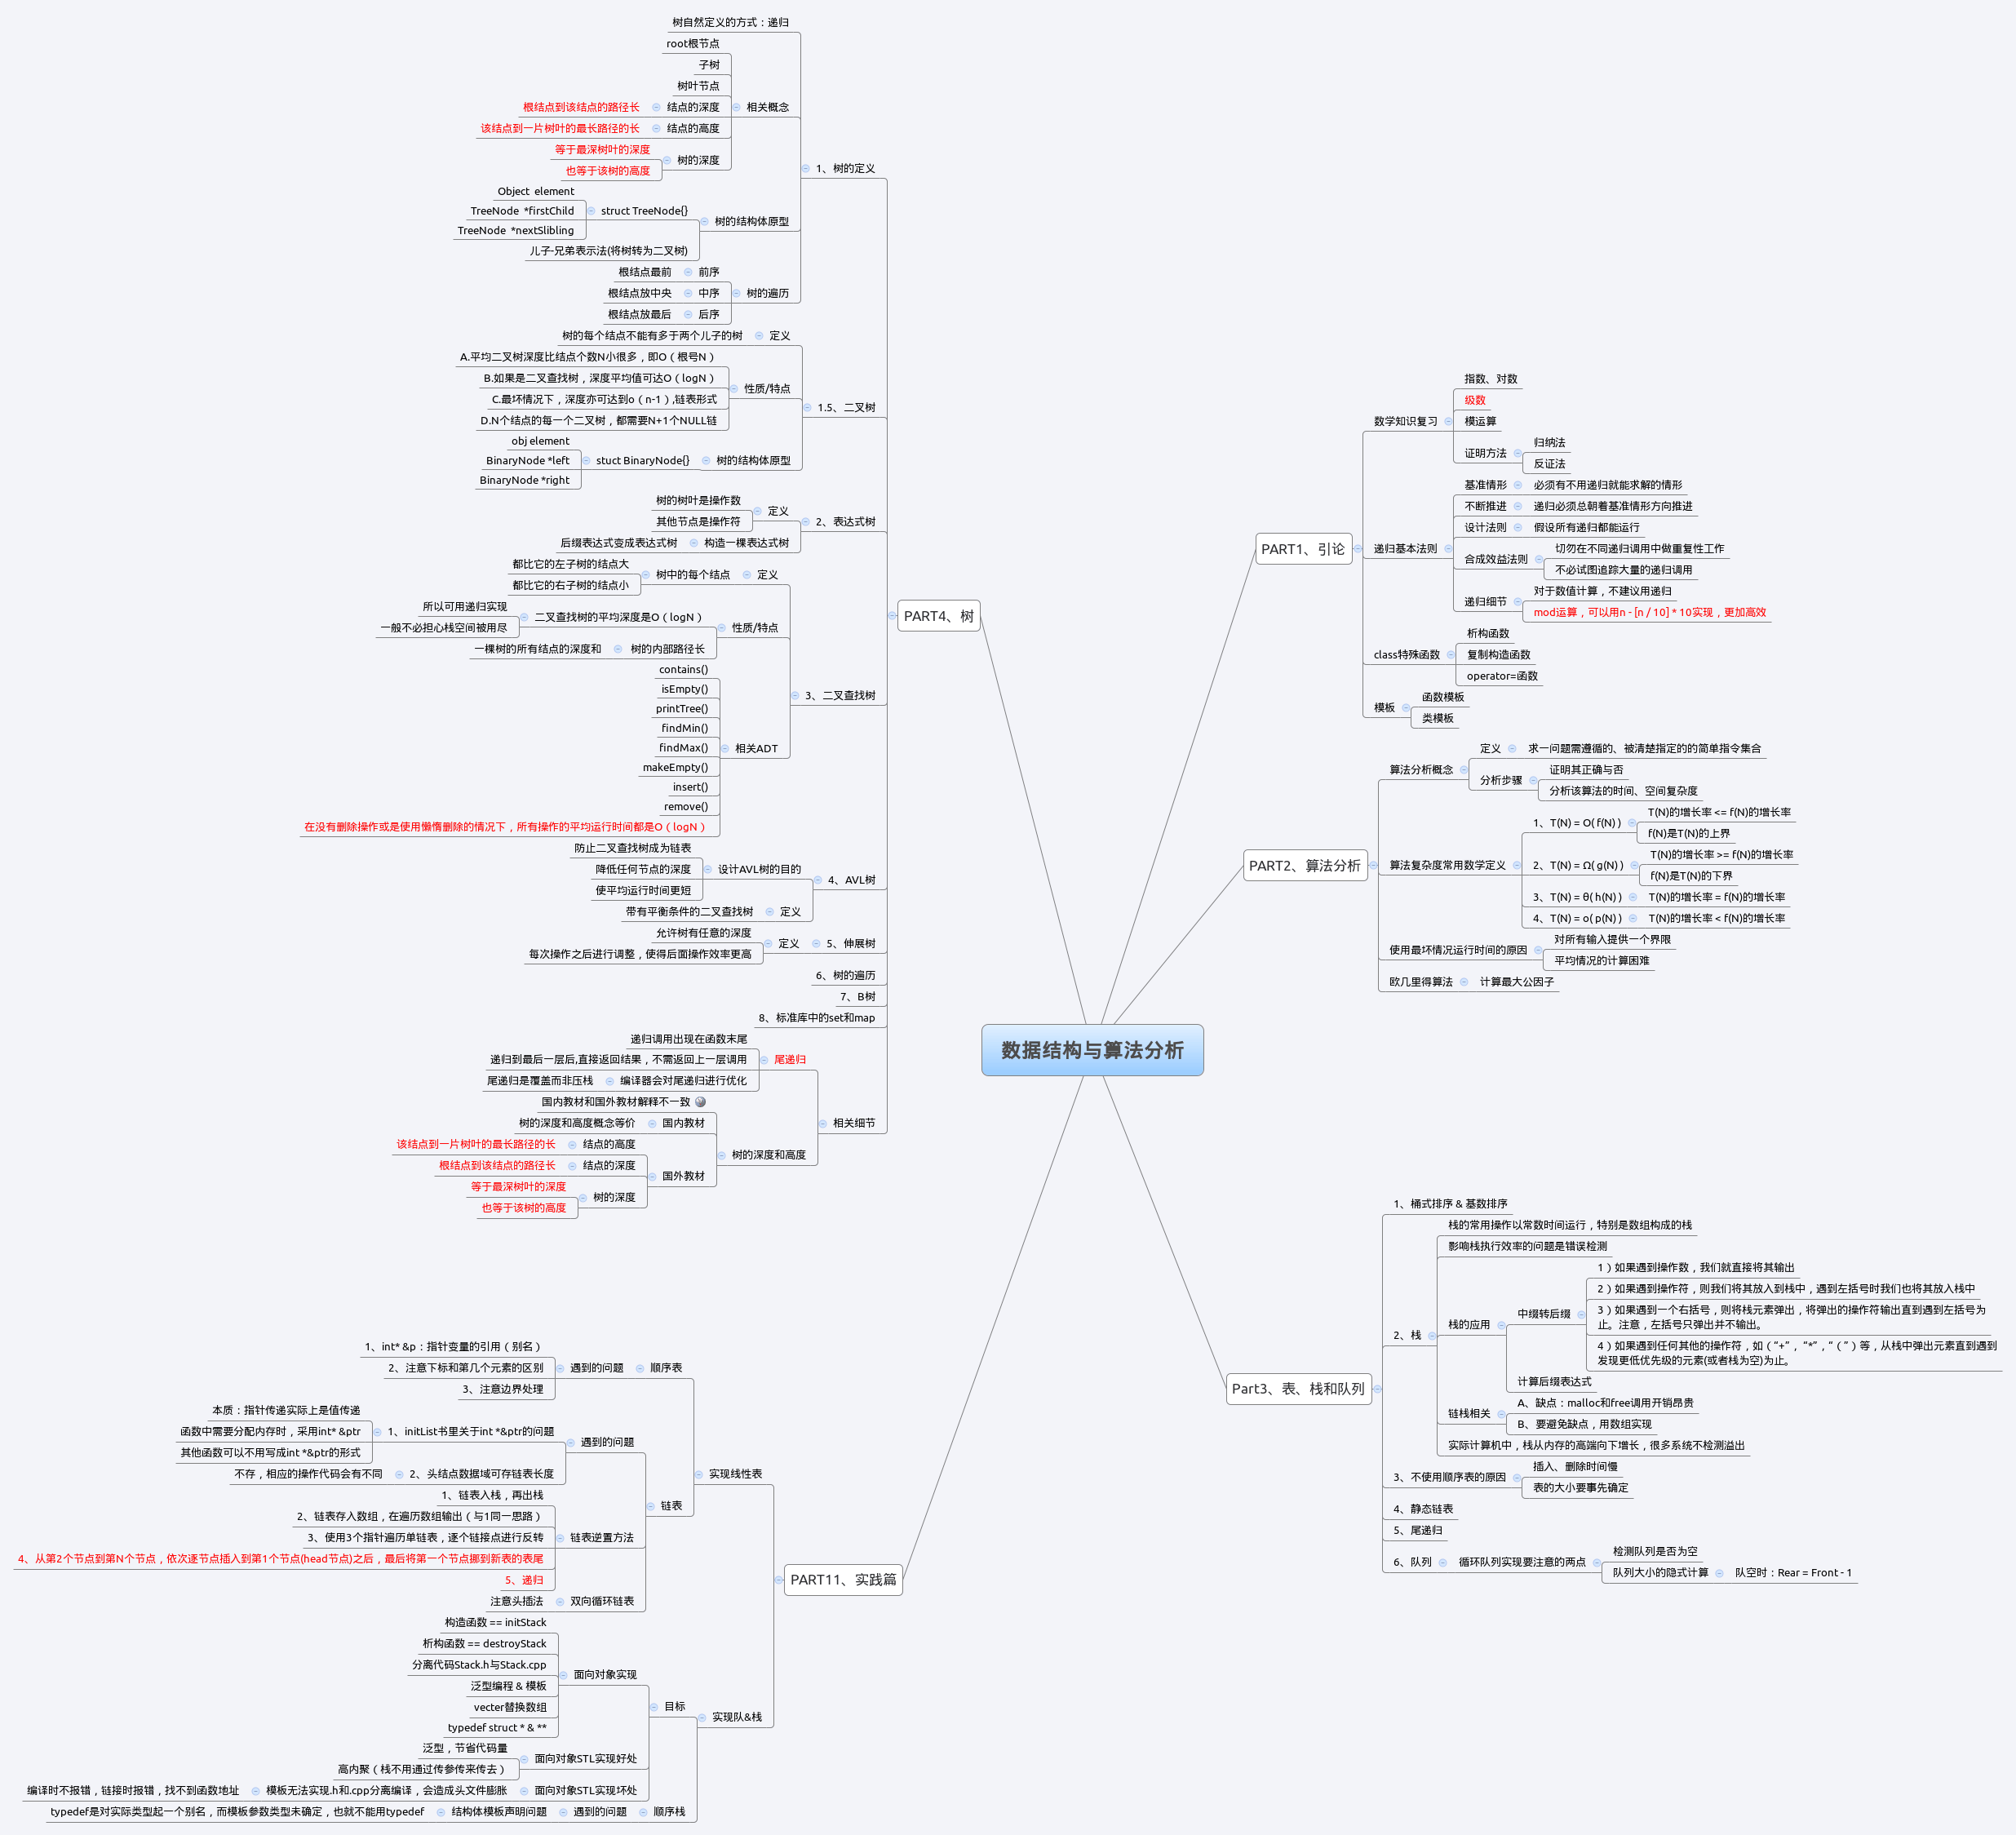 数据结构与算法分析
PART1、引论
数学知识复习
指数、对数
级数
模运算
证明方法
归纳法
反证法
递归基本法则
基准情形
必须有不用递归就能求解的情形
不断推进
递归必须总朝着基准情形方向推进
设计法则
假设所有递归都能运行
合成效益法则
切勿在不同递归调用中做重复性工作
不必试图追踪大量的递归调用
递归细节
对于数值计算，不建议用递归
mod运算，可以用n - [n / 10] * 10实现，更加高效
class特殊函数
析构函数
复制构造函数
operator=函数
模板
函数模板
类模板
PART2、算法分析
算法分析概念
定义
求一问题需遵循的、被清楚指定的的简单指令集合
分析步骤
证明其正确与否
分析该算法的时间、空间复杂度
算法复杂度常用数学定义
1、T(N) = O( f(N) )
T(N)的增长率 <= f(N)的增长率
f(N)是T(N)的上界
2、T(N) = Ω( g(N) )
T(N)的增长率 >= f(N)的增长率
f(N)是T(N)的下界
3、T(N) = θ( h(N) )
T(N)的增长率 = f(N)的增长率
4、T(N) = o( p(N) )
T(N)的增长率 < f(N)的增长率
使用最坏情况运行时间的原因
对所有输入提供一个界限
平均情况的计算困难
欧几里得算法
计算最大公因子
Part3、表、栈和队列
1、桶式排序 & 基数排序
2、栈
栈的常用操作以常数时间运行，特别是数组构成的栈
影响栈执行效率的问题是错误检测
栈的应用
中缀转后缀
1）如果遇到操作数，我们就直接将其输出
2）如果遇到操作符，则我们将其放入到栈中，遇到左括号时我们也将其放入栈中
3）如果遇到一个右括号，则将栈元素弹出，将弹出的操作符输出直到遇到左括号为
止。注意，左括号只弹出并不输出。
4）如果遇到任何其他的操作符，如（“+”， “*”，“（”）等，从栈中弹出元素直到遇到
发现更低优先级的元素(或者栈为空)为止。
计算后缀表达式
链栈相关
A、缺点：malloc和free调用开销昂贵
B、要避免缺点，用数组实现
实际计算机中，栈从内存的高端向下增长，很多系统不检测溢出
3、不使用顺序表的原因
插入、删除时间慢
表的大小要事先确定
4、静态链表
5、尾递归
6、队列
循环队列实现要注意的两点
检测队列是否为空
队列大小的隐式计算
队空时：Rear = Front - 1
PART4、树
1、树的定义
树自然定义的方式：递归
相关概念
root根节点
子树
树叶节点
结点的深度
根结点到该结点的路径长
结点的高度
该结点到一片树叶的最长路径的长
树的深度
等于最深树叶的深度
也等于该树的高度
树的结构体原型
struct TreeNode{}
Object element
TreeNode *firstChild
TreeNode *nextSlibling
儿子-兄弟表示法(将树转为二叉树)
树的遍历
前序
根结点最前
中序
根结点放中央
后序
根结点放最后
1.5、二叉树
定义
树的每个结点不能有多于两个儿子的树
性质/特点
A.平均二叉树深度比结点个数N小很多，即O（根号N）
B.如果是二叉查找树，深度平均值可达O（logN）
C.最坏情况下，深度亦可达到o（n-1）,链表形式
D.N个结点的每一个二叉树，都需要N+1个NULL链
树的结构体原型
stuct BinaryNode{}
obj element
BinaryNode *left
BinaryNode *right
2、表达式树
定义
树的树叶是操作数
其他节点是操作符
构造一棵表达式树
后缀表达式变成表达式树
3、二叉查找树
定义
树中的每个结点
都比它的左子树的结点大
都比它的右子树的结点小
性质/特点
二叉查找树的平均深度是O（logN）
所以可用递归实现
一般不必担心栈空间被用尽
树的内部路径长
一棵树的所有结点的深度和
相关ADT
contains()
isEmpty()
printTree()
findMin()
findMax()
makeEmpty()
insert()
remove()
在没有删除操作或是使用懒惰删除的情况下，所有操作的平均运行时间都是O（logN）
4、AVL树
设计AVL树的目的
防止二叉查找树成为链表
降低任何节点的深度
使平均运行时间更短
定义
带有平衡条件的二叉查找树
5、伸展树
定义
允许树有任意的深度
每次操作之后进行调整，使得后面操作效率更高
6、树的遍历
7、B树
8、标准库中的set和map
相关细节
尾递归
递归调用出现在函数末尾
递归到最后一层后,直接返回结果，不需返回上一层调用
编译器会对尾递归进行优化
尾递归是覆盖而非压栈
树的深度和高度
国内教材和国外教材解释不一致
国内教材
树的深度和高度概念等价
国外教材
结点的高度
该结点到一片树叶的最长路径的长
结点的深度
根结点到该结点的路径长
树的深度
等于最深树叶的深度
也等于该树的高度
PART11、实践篇
实现线性表
顺序表
遇到的问题
1、int* &p：指针变量的引用（别名）
2、注意下标和第几个元素的区别
3、注意边界处理
链表
遇到的问题
1、initList书里关于int *&ptr的问题
本质：指针传递实际上是值传递
函数中需要分配内存时，采用int* &ptr
其他函数可以不用写成int *&ptr的形式
2、头结点数据域可存链表长度
不存，相应的操作代码会有不同
链表逆置方法
1、链表入栈，再出栈
2、链表存入数组，在遍历数组输出（与1同一思路）
3、使用3个指针遍历单链表，逐个链接点进行反转
4、从第2个节点到第N个节点，依次逐节点插入到第1个节点(head节点)之后，最后将第一个节点挪到新表的表尾
5、递归
双向循环链表
注意头插法
实现队&栈
目标
面向对象实现
构造函数 == initStack
析构函数 == destroyStack
分离代码Stack.h与Stack.cpp
泛型编程 & 模板
vecter替换数组
typedef struct * & **
面向对象STL实现好处
泛型，节省代码量
高内聚（栈不用通过传参传来传去）
面向对象STL实现坏处
模板无法实现.h和.cpp分离编译，会造成头文件膨胀
编译时不报错，链接时报错，找不到函数地址
顺序栈
遇到的问题
结构体模板声明问题
typedef是对实际类型起一个别名，而模板参数类型未确定，也就不能用typedef